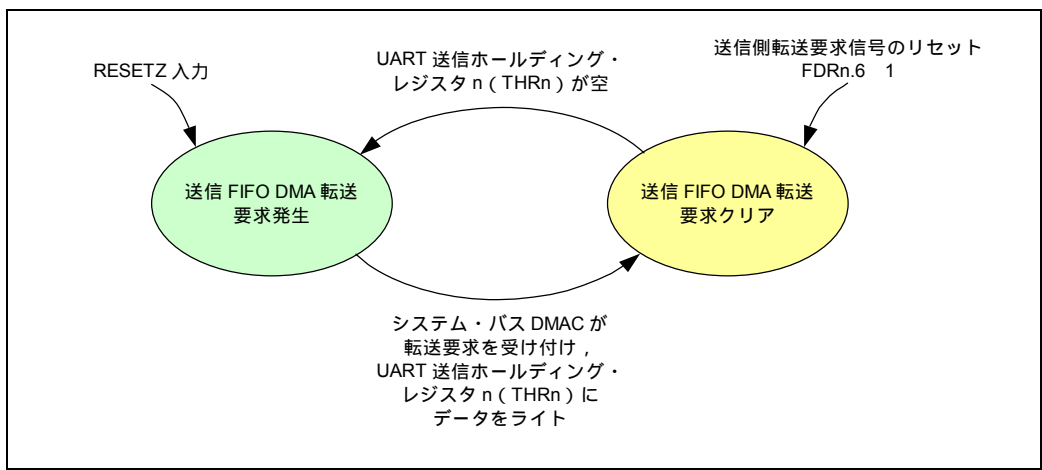 RESETZ 入力
UART 送信ホールディング・
レジスタ n ( THRn ) が空
送信側転送要求信号のリセット
FDRn.6 1
送信 FIFO DMA 転送
要求発生
送信 FIFO DMA 転送
要求クリア
システム・バス DMAC が
転送要求を受け付け ,
UART 送信ホールディング・
レジスタ n ( THRn ) に
データをライト